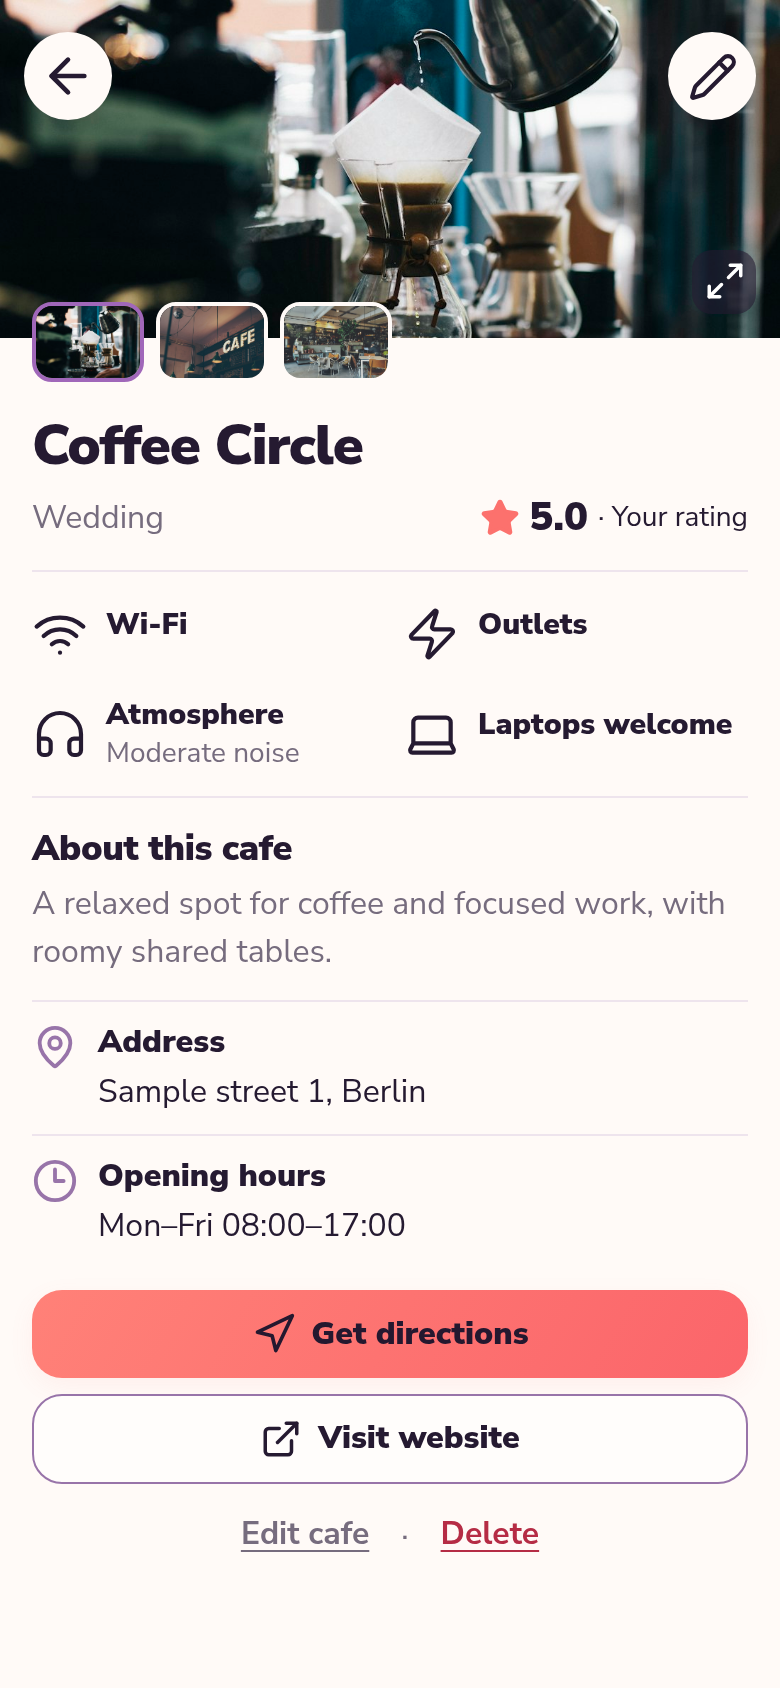 CAFE
Coffee Circle
Wedding
5.0 · Your rating
Wi-Fi
Outlets
Atmosphere
Moderate noise
Laptops welcome
About this cafe
A relaxed spot for coffee and focused work, with
roomy shared tables.
Address
Sample street 1, Berlin
Opening hours
Mon–Fri 08:00–17:00
Get directions
Visit website
Edit cafe · Delete